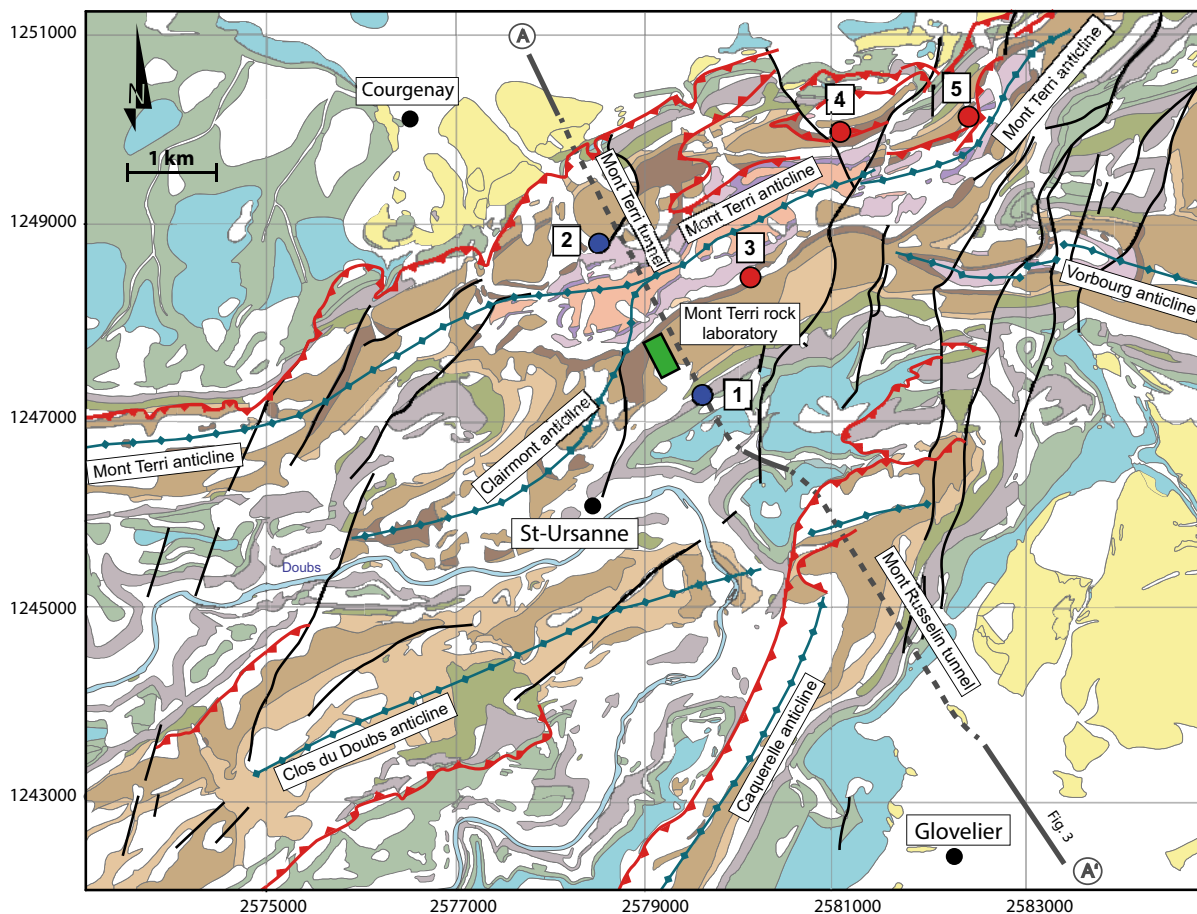 1251000
1249000
1247000
1245000
1243000
A
Courgenay
N
1 km
4
5
Mont Terri anticline
Mont Terri tunnel
Mont Terri anticline
2
3
Vorbourg anticline
Mont Terri rock
laboratory
1
Mont Terri anticline
Clairmont anticline
St-Ursanne
Doubs
Mont Russelin tunnel
Clos du Doubs anticline
Caquerelle anticline
Glovelier
Fig. 3
A'
2575000
2577000
2579000
2581000
2583000